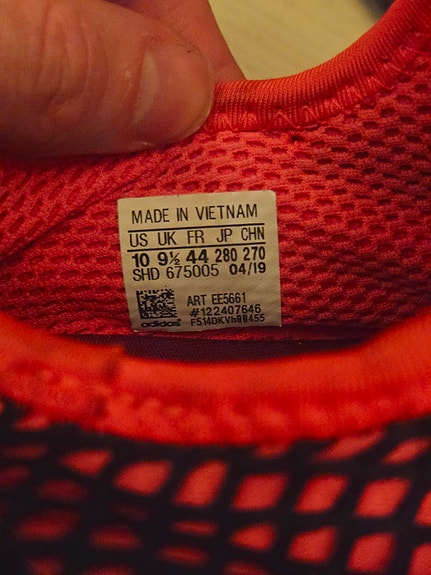 MADE IN VIETNAM
US UK FR JP CHN
10 9½ 44 280 270
SHD 675005 04/19
ART EE5661
#122407646
adidas